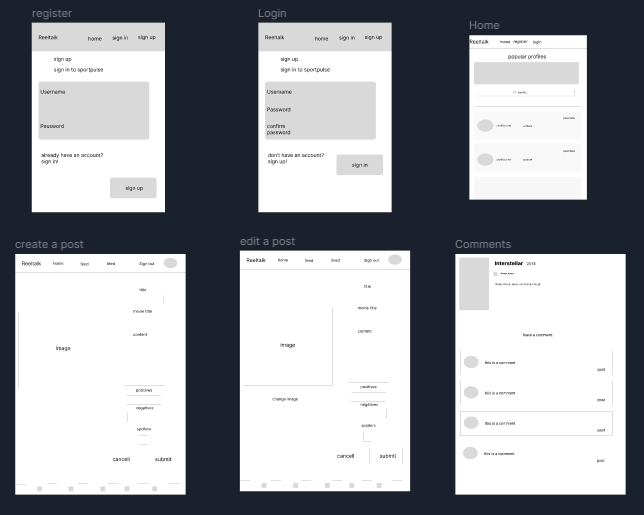 register
Reeltalk home sign in sign up
sign up
sign in to sportpulse
Username
Password
already have an account?
sign in!
sign up
Login
Reeltalk home sign in sign up
sign up
sign in to sportpulse
Username
Password
confirm
password
don't have an account?
sign up!
sign in
Home
Reeltalk home register login
popular profiles
create a post
Reeltalk home feed feed Sign out
title
movie title
content
image
positives
negatives
spoilers
cancell submit
edit a post
Reeltalk home feed feed Sign out
title
movie title
content
image
positives
change image
negatives
spoilers
cancell submit
Comments
Interstellar 2014
leave a comment
this is a comment
post
this is a comment
post
this is a comment
post
this is a comment
post